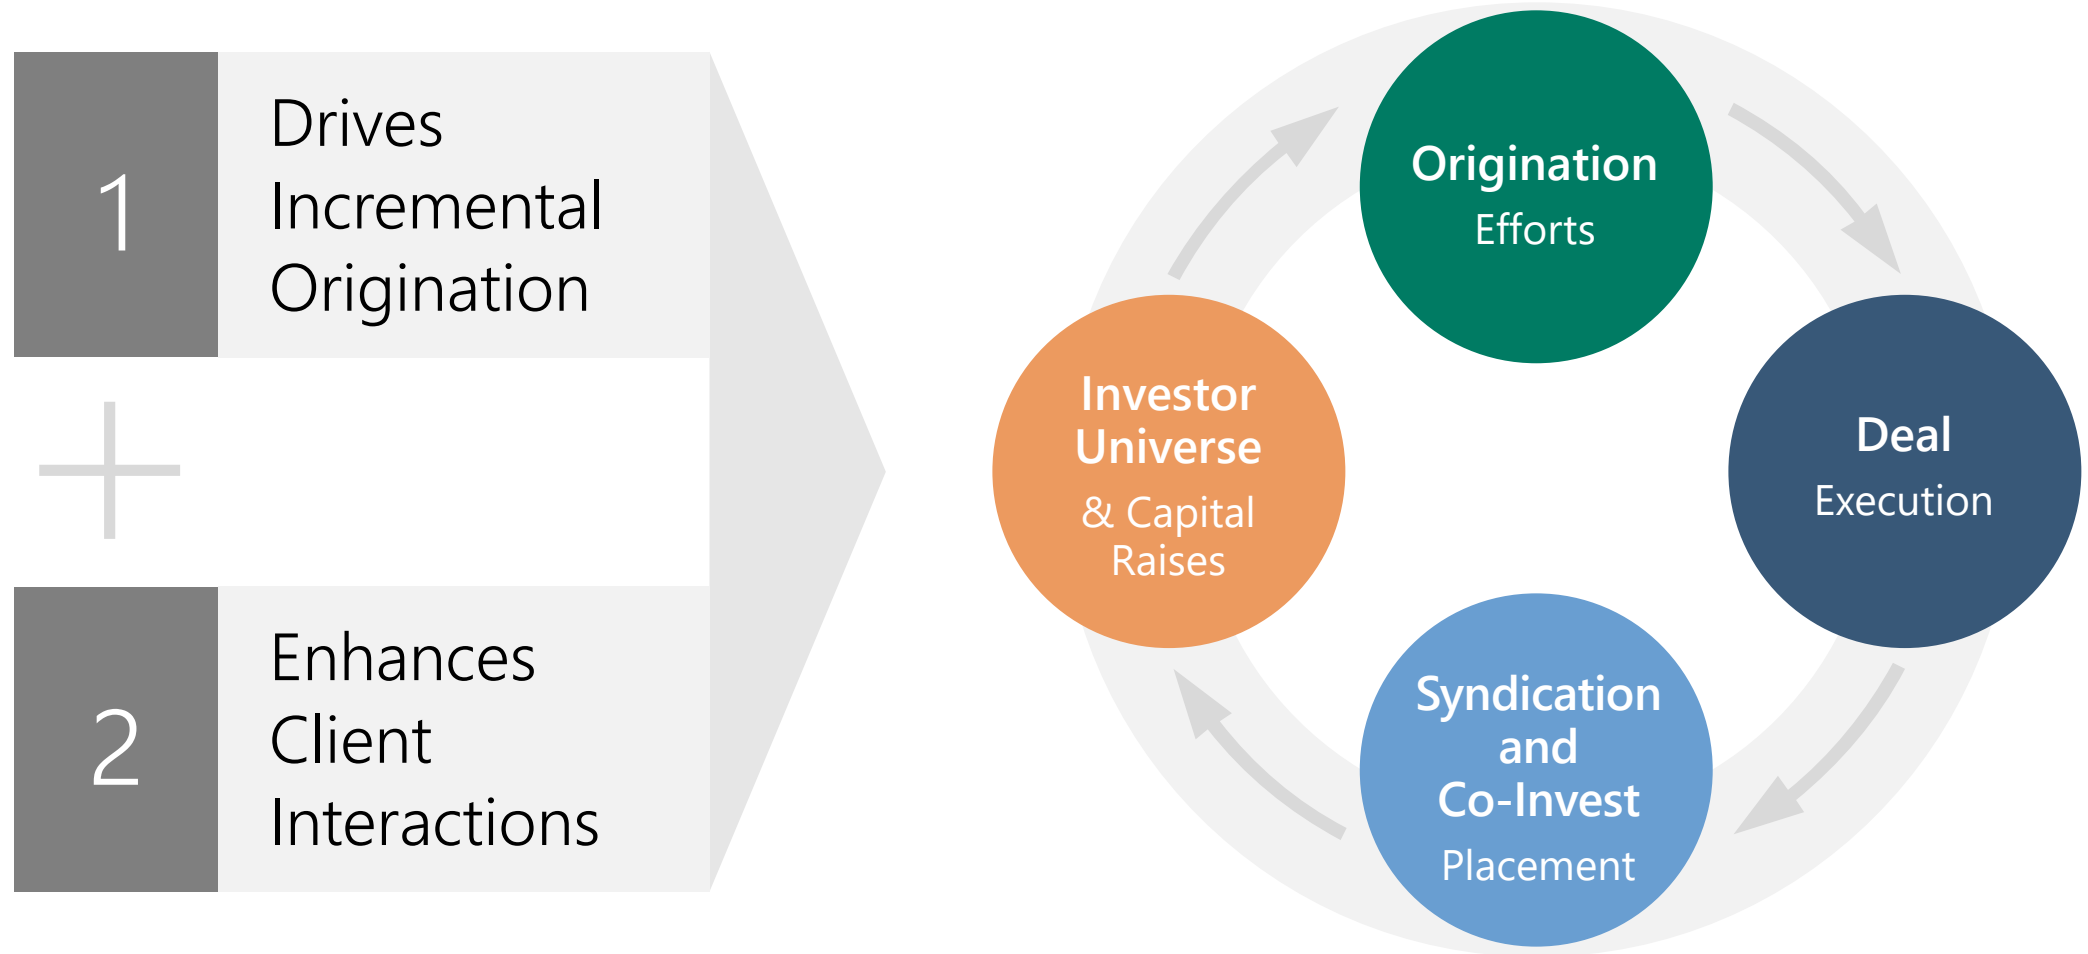 1
Drives
Incremental
Origination
2
Enhances
Client
Interactions
Origination
Efforts
Deal
Execution
Syndication
and
Co-Invest
Placement
Investor
Universe
& Capital
Raises